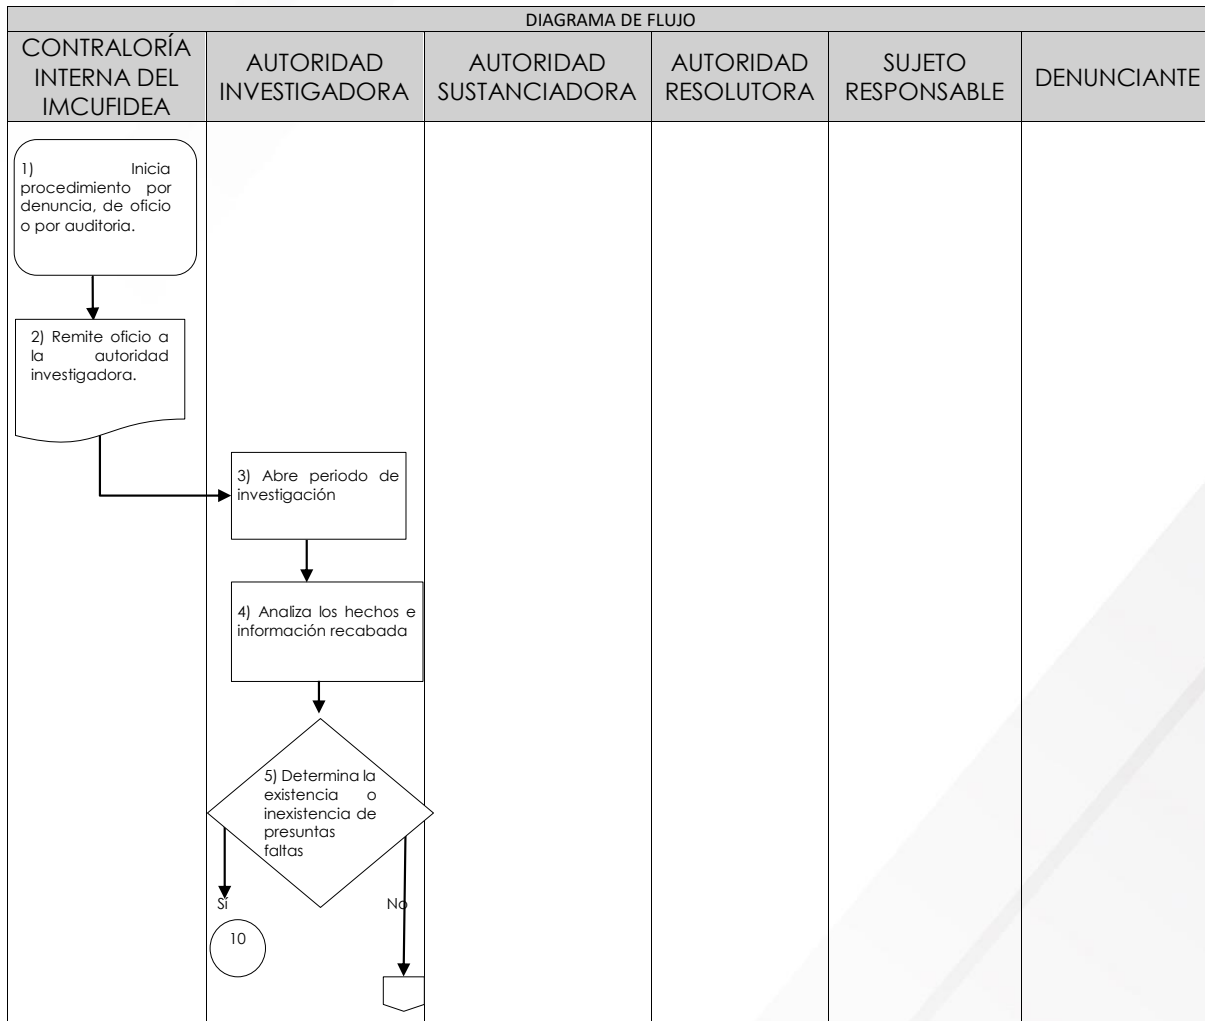 DIAGRAMA DE FLUJO
CONTRALORÍA
INTERNA DEL
IMCUFIDEA
AUTORIDAD
INVESTIGADORA
AUTORIDAD
SUSTANCIADORA
AUTORIDAD
RESOLUTORA
SUJETO
RESPONSABLE
DENUNCIANTE
1) Inicia
procedimiento por
denuncia, de oficio
o por auditoria.
2) Remite oficio a
la autoridad
investigadora.
3) Abre periodo de
investigación
4) Analiza los hechos e
información recabada
5) Determina la
existencia o
inexistencia de
presuntas
faltas
Sí
No
10